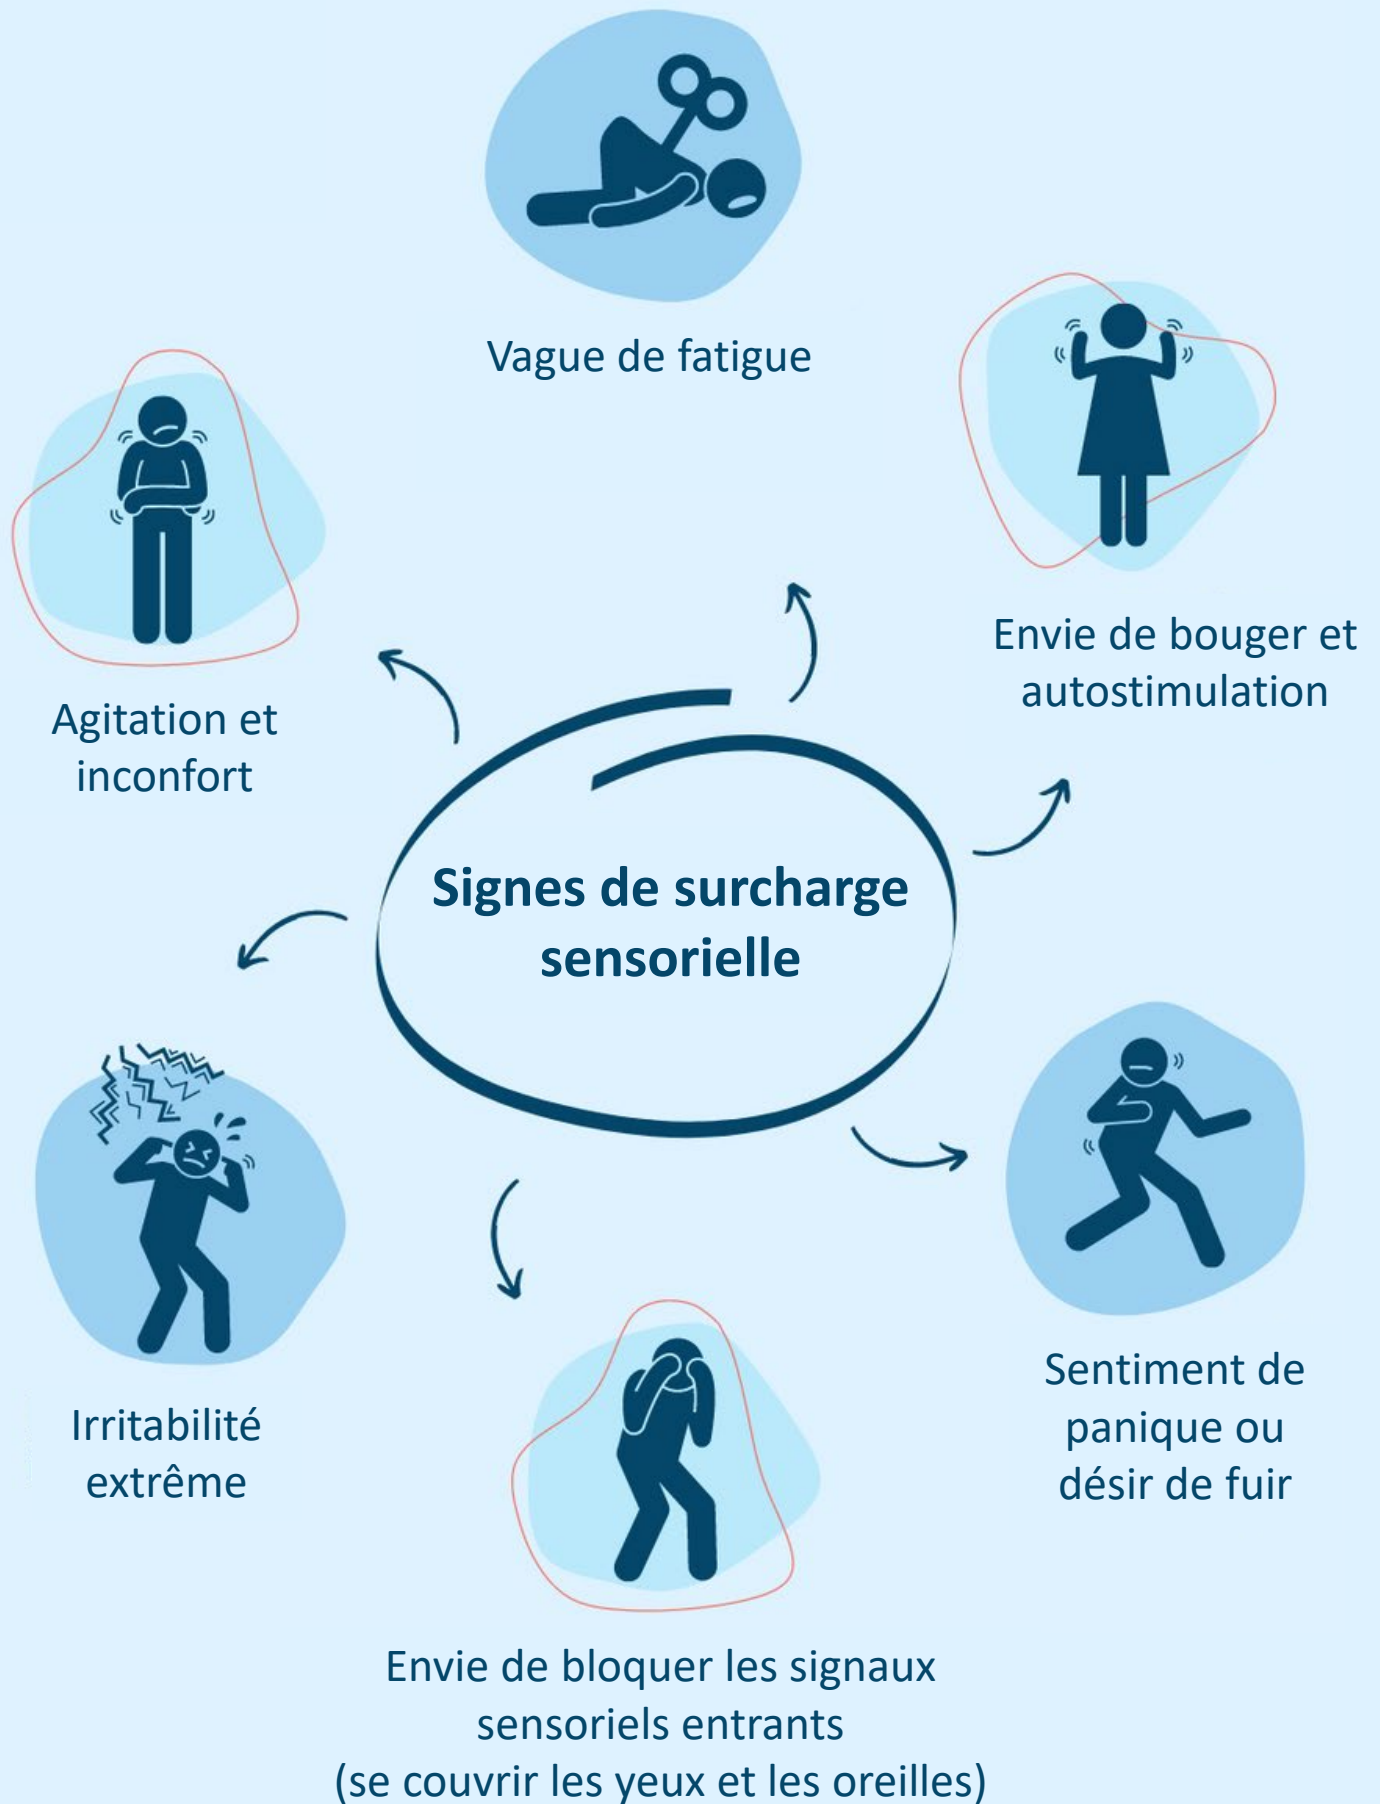 Vague de fatigue
Envie de bouger et
autostimulation
Agitation et
inconfort
Signes de surcharge
sensorielle
Sentiment de
panique ou
désir de fuir
Irritabilité
extrême
Envie de bloquer les signaux
sensoriels entrants
(se couvrir les yeux et les oreilles)